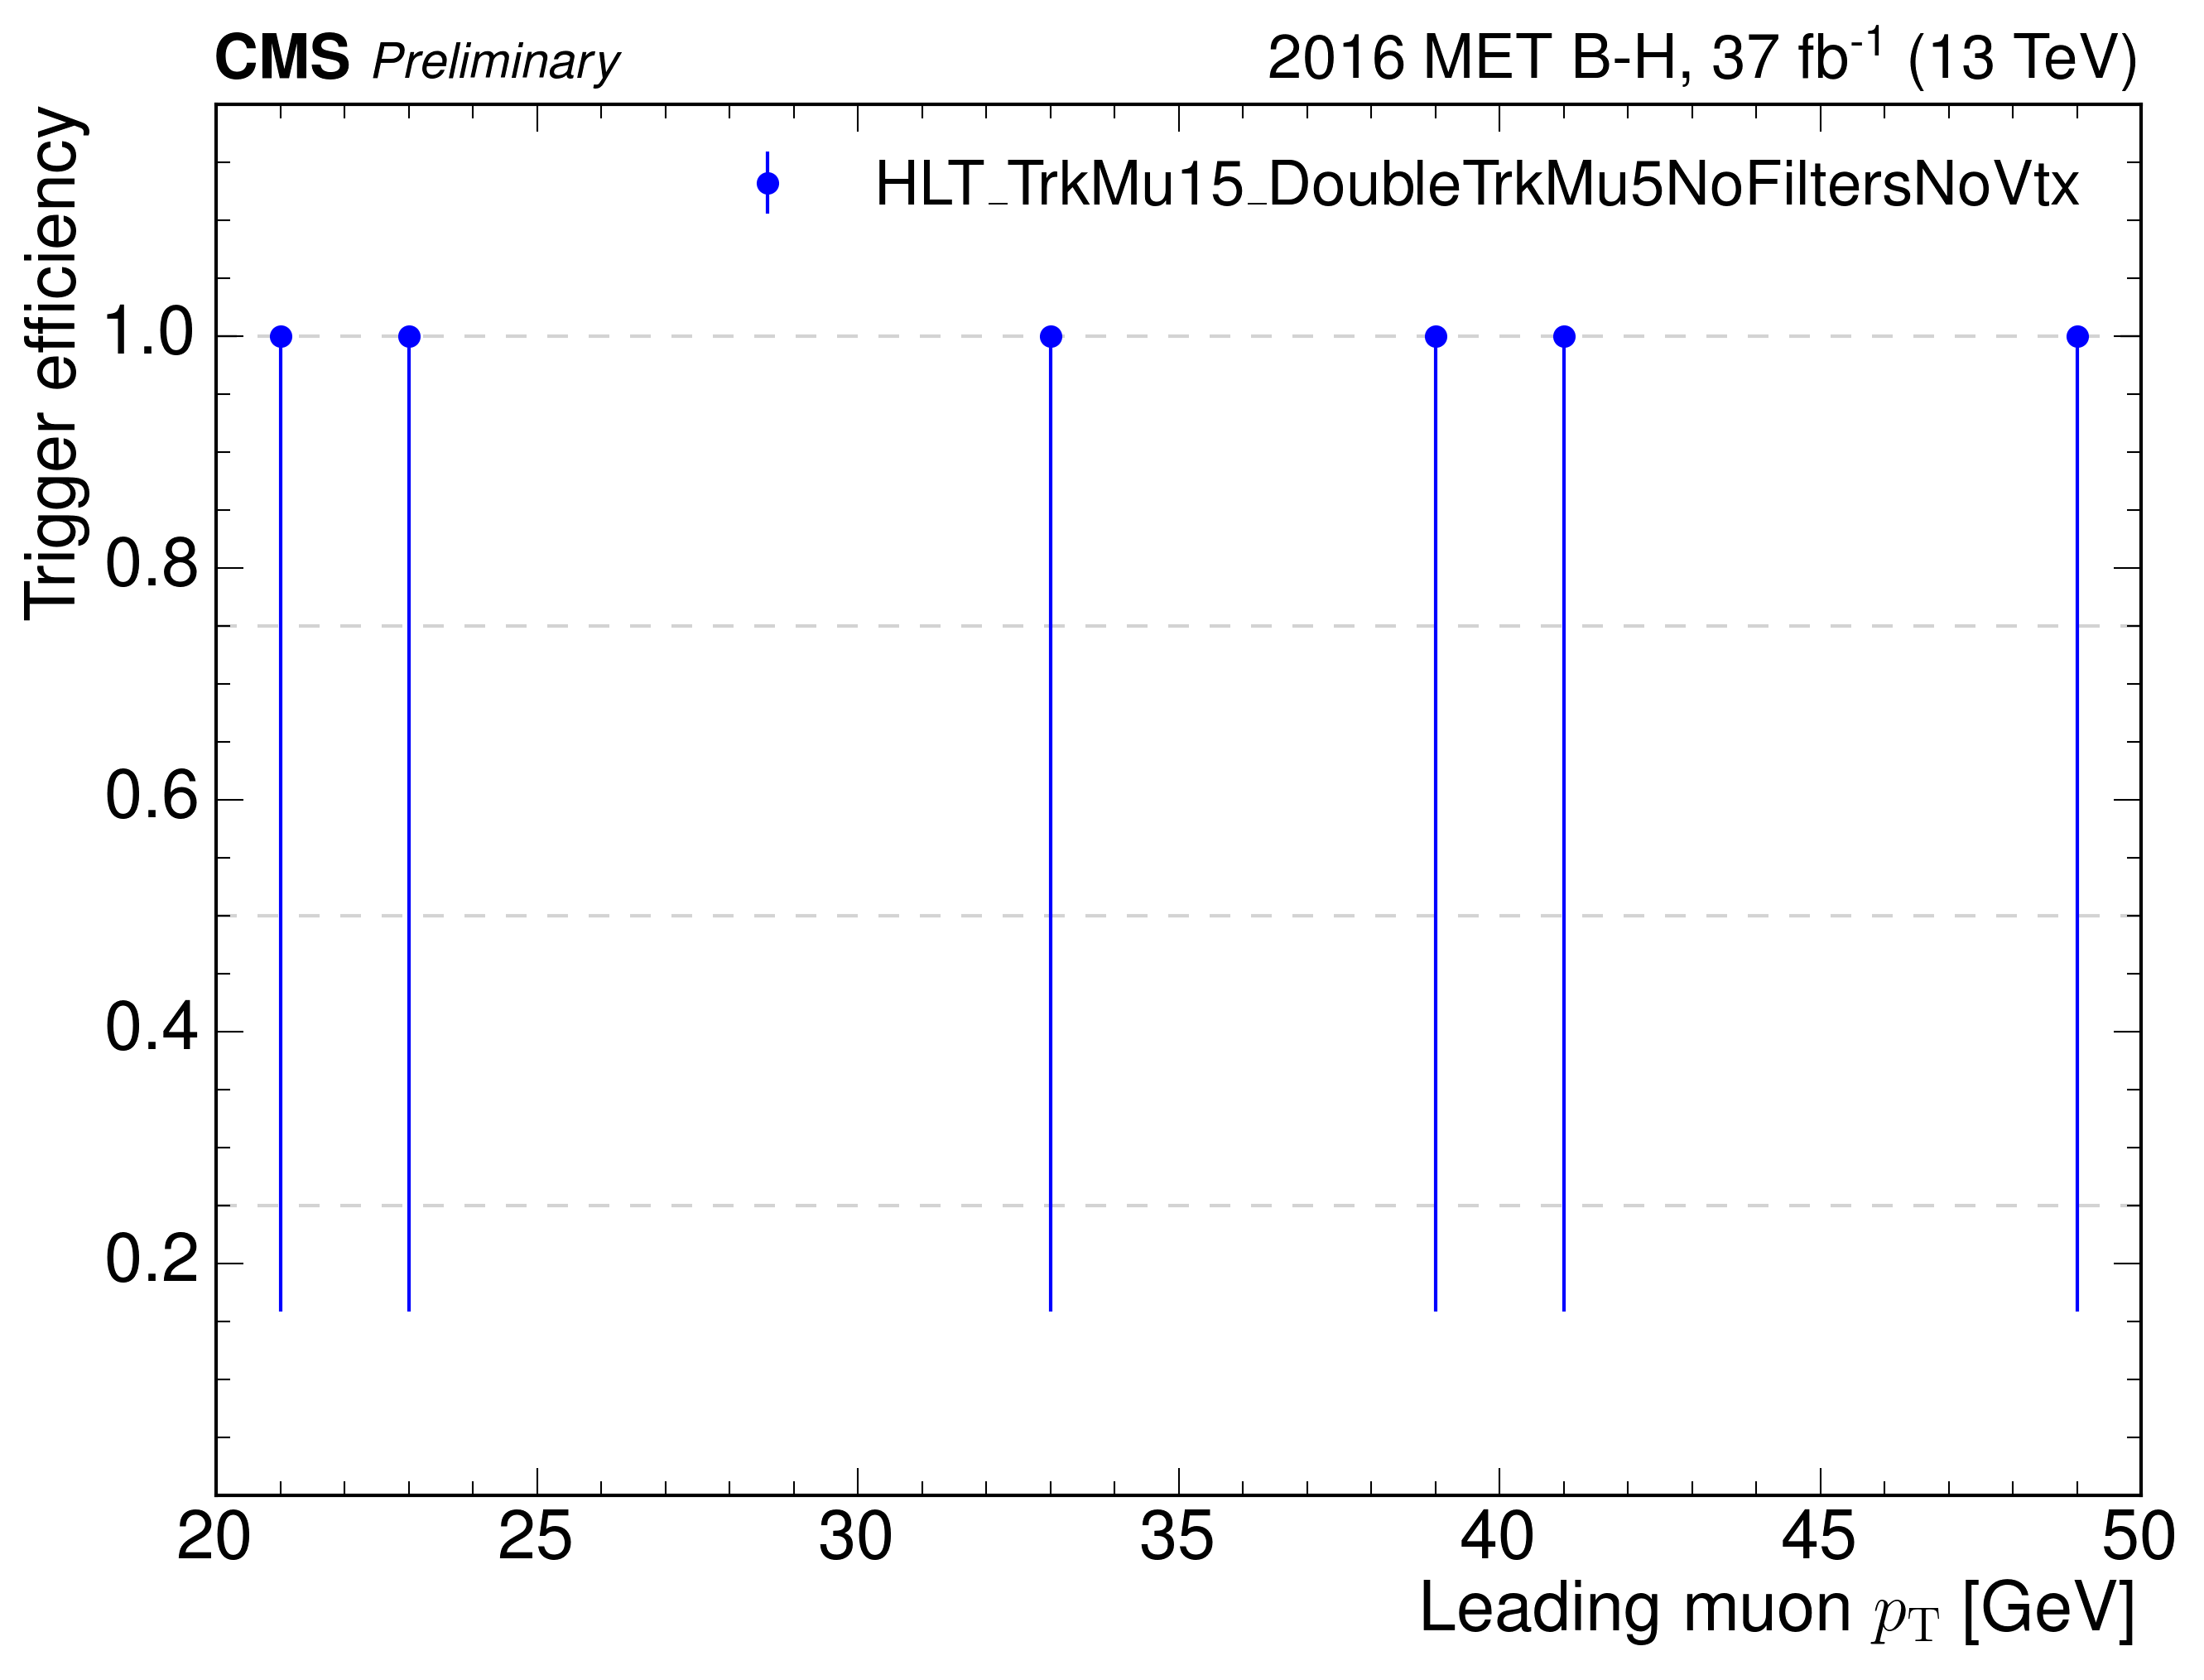 CMS Preliminary 2016 MET B-H, 37 fb⁻¹ (13 TeV)
HLT_TrkMu15_DoubleTrkMu5NoFiltersNoVtx
Trigger efficiency
1.0
0.8
0.6
0.4
0.2
20 25 30 35 40 45 50
Leading muon p_T [GeV]